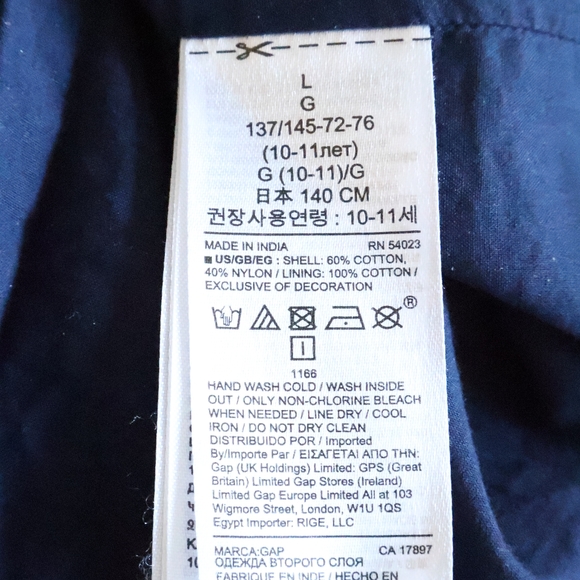 L
G
137/145-72-76
(10-11лет)
G (10-11)/G
日本 140 CM
권장사용연령 : 10-11세
MADE IN INDIA RN 54023
■ US/GB/EG : SHELL: 60% COTTON,
40% NYLON / LINING: 100% COTTON /
EXCLUSIVE OF DECORATION
®
1166
HAND WASH COLD / WASH INSIDE
OUT / ONLY NON-CHLORINE BLEACH
WHEN NEEDED / LINE DRY / COOL
IRON / DO NOT DRY CLEAN
DISTRIBUIDO POR / Imported
By/Importe Par / ΕΙΣΑΓΕΤΑΙ ΑΠΟ ΤΗΝ:
Gap (UK Holdings) Limited: GPS (Great
Britain) Limited Gap Stores (Ireland)
Limited Gap Europe Limited All at 103
Wigmore Street, London, W1U 1QS
Egypt Importer: RIGE, LLC
MARCA:GAP CA 17897
ОДЕЖДА ВТОРОГО СЛОЯ
FABRIQUE EN INDE / HECHO EN